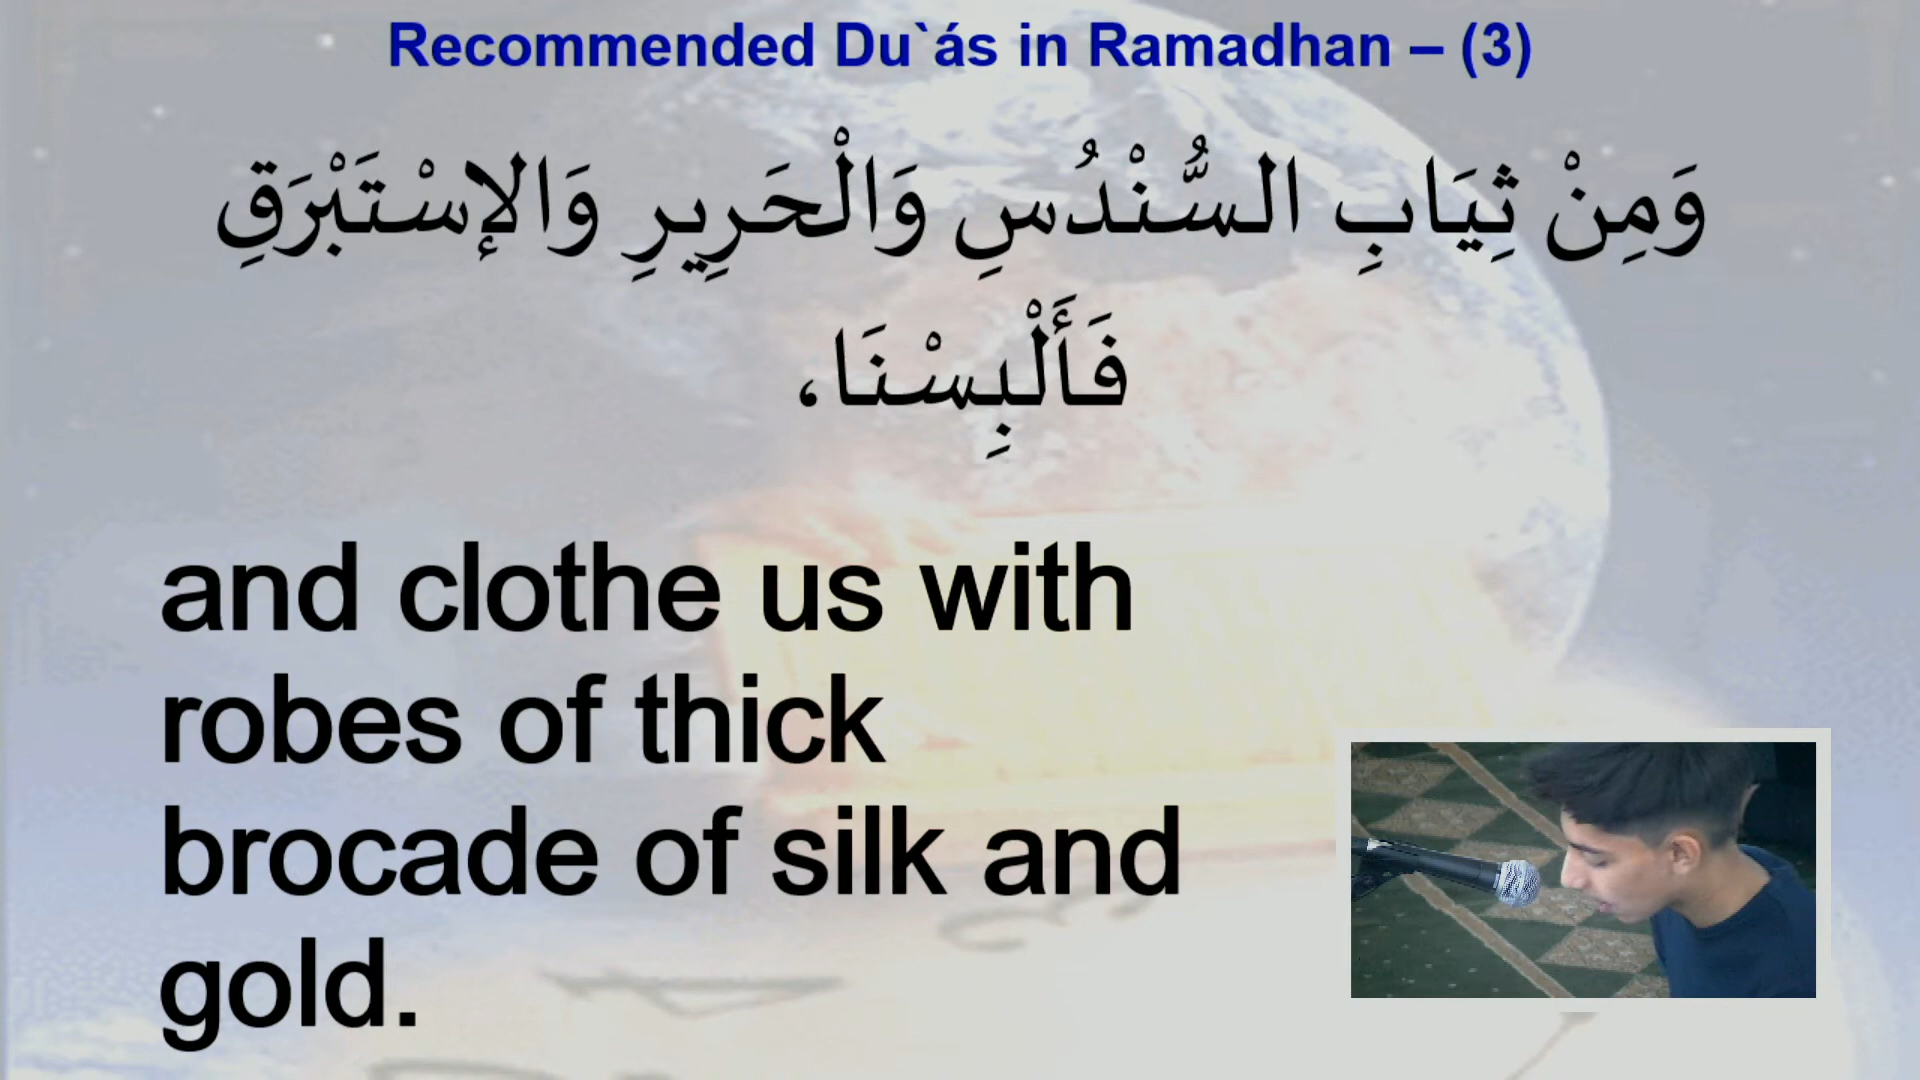 Recommended Du`ás in Ramadhan – (3)
وَمِنْ ثِيَابِ السُّنْدُسِ وَالْحَرِيرِ وَالإسْتَبْرَقِ
فَأَلْبِسْنَا،
and clothe us with
robes of thick
brocade of silk and
gold.